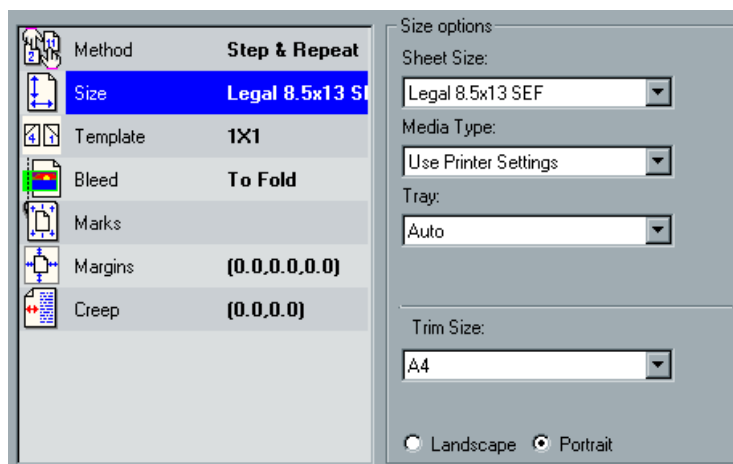 Method Step & Repeat
Size Legal 8.5x13 SI
Template 1X1
Bleed To Fold
Marks
Margins (0.0,0.0,0.0)
Creep (0.0,0.0)
Size options
Sheet Size:
Legal 8.5x13 SEF
Media Type:
Use Printer Settings
Tray:
Auto
Trim Size:
A4
Landscape Portrait